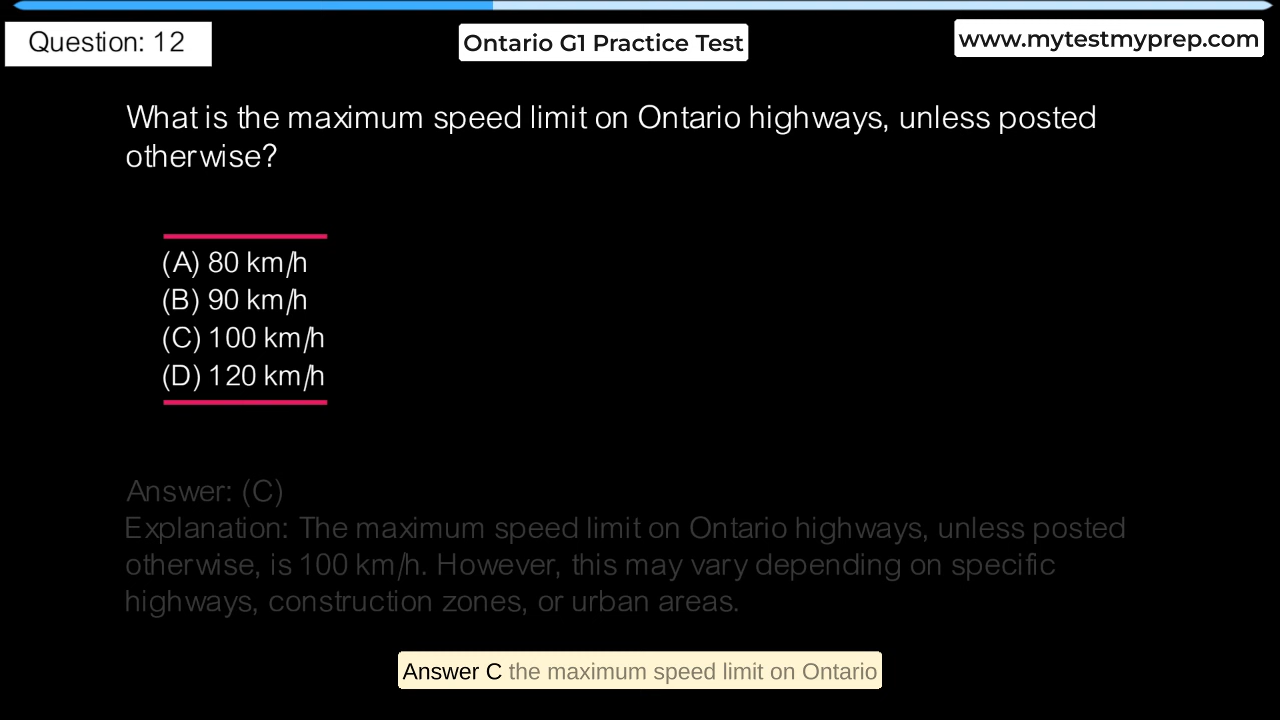 Question: 12
Ontario G1 Practice Test
www.mytestmyprep.com
What is the maximum speed limit on Ontario highways, unless posted
otherwise?
(A) 80 km/h
(B) 90 km/h
(C) 100 km/h
(D) 120 km/h
Answer: (C)
Explanation: The maximum speed limit on Ontario highways, unless posted
otherwise, is 100 km/h. However, this may vary depending on specific
highways, construction zones, or urban areas.
Answer C the maximum speed limit on Ontario